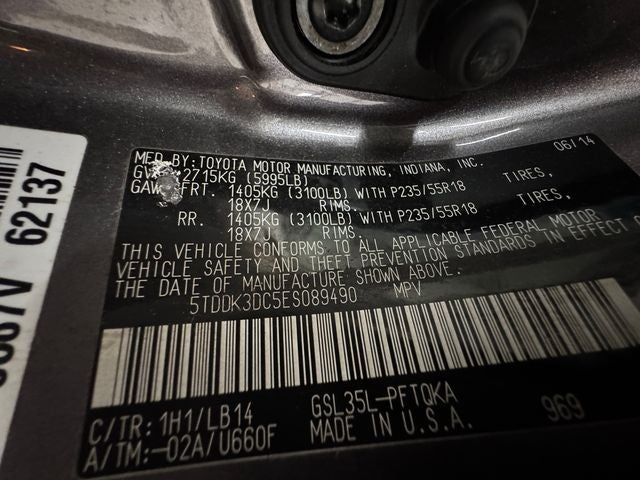 MFD. BY: TOYOTA MOTOR MANUFACTURING, INDIANA, INC. 06/14
2715KG (5995LB)
FRT. 1405KG (3100LB) WITH P235/55R18 TIRES,
18X7J RIMS.
RR. 1405KG (3100LB) WITH P235/55R18 TIRES,
18X7J RIMS.
THIS VEHICLE CONFORMS TO ALL APPLICABLE FEDERAL MOTOR
VEHICLE SAFETY AND THEFT PREVENTION STANDARDS IN EFFECT
THE DATE OF MANUFACTURE SHOWN ABOVE.
5TDDK3DC5ES089490 MPV
C/TR: 1H1/LB14 GSL35L-PFTQKA
A/TM: -02A/U660F MADE IN U.S.A. 969
62137